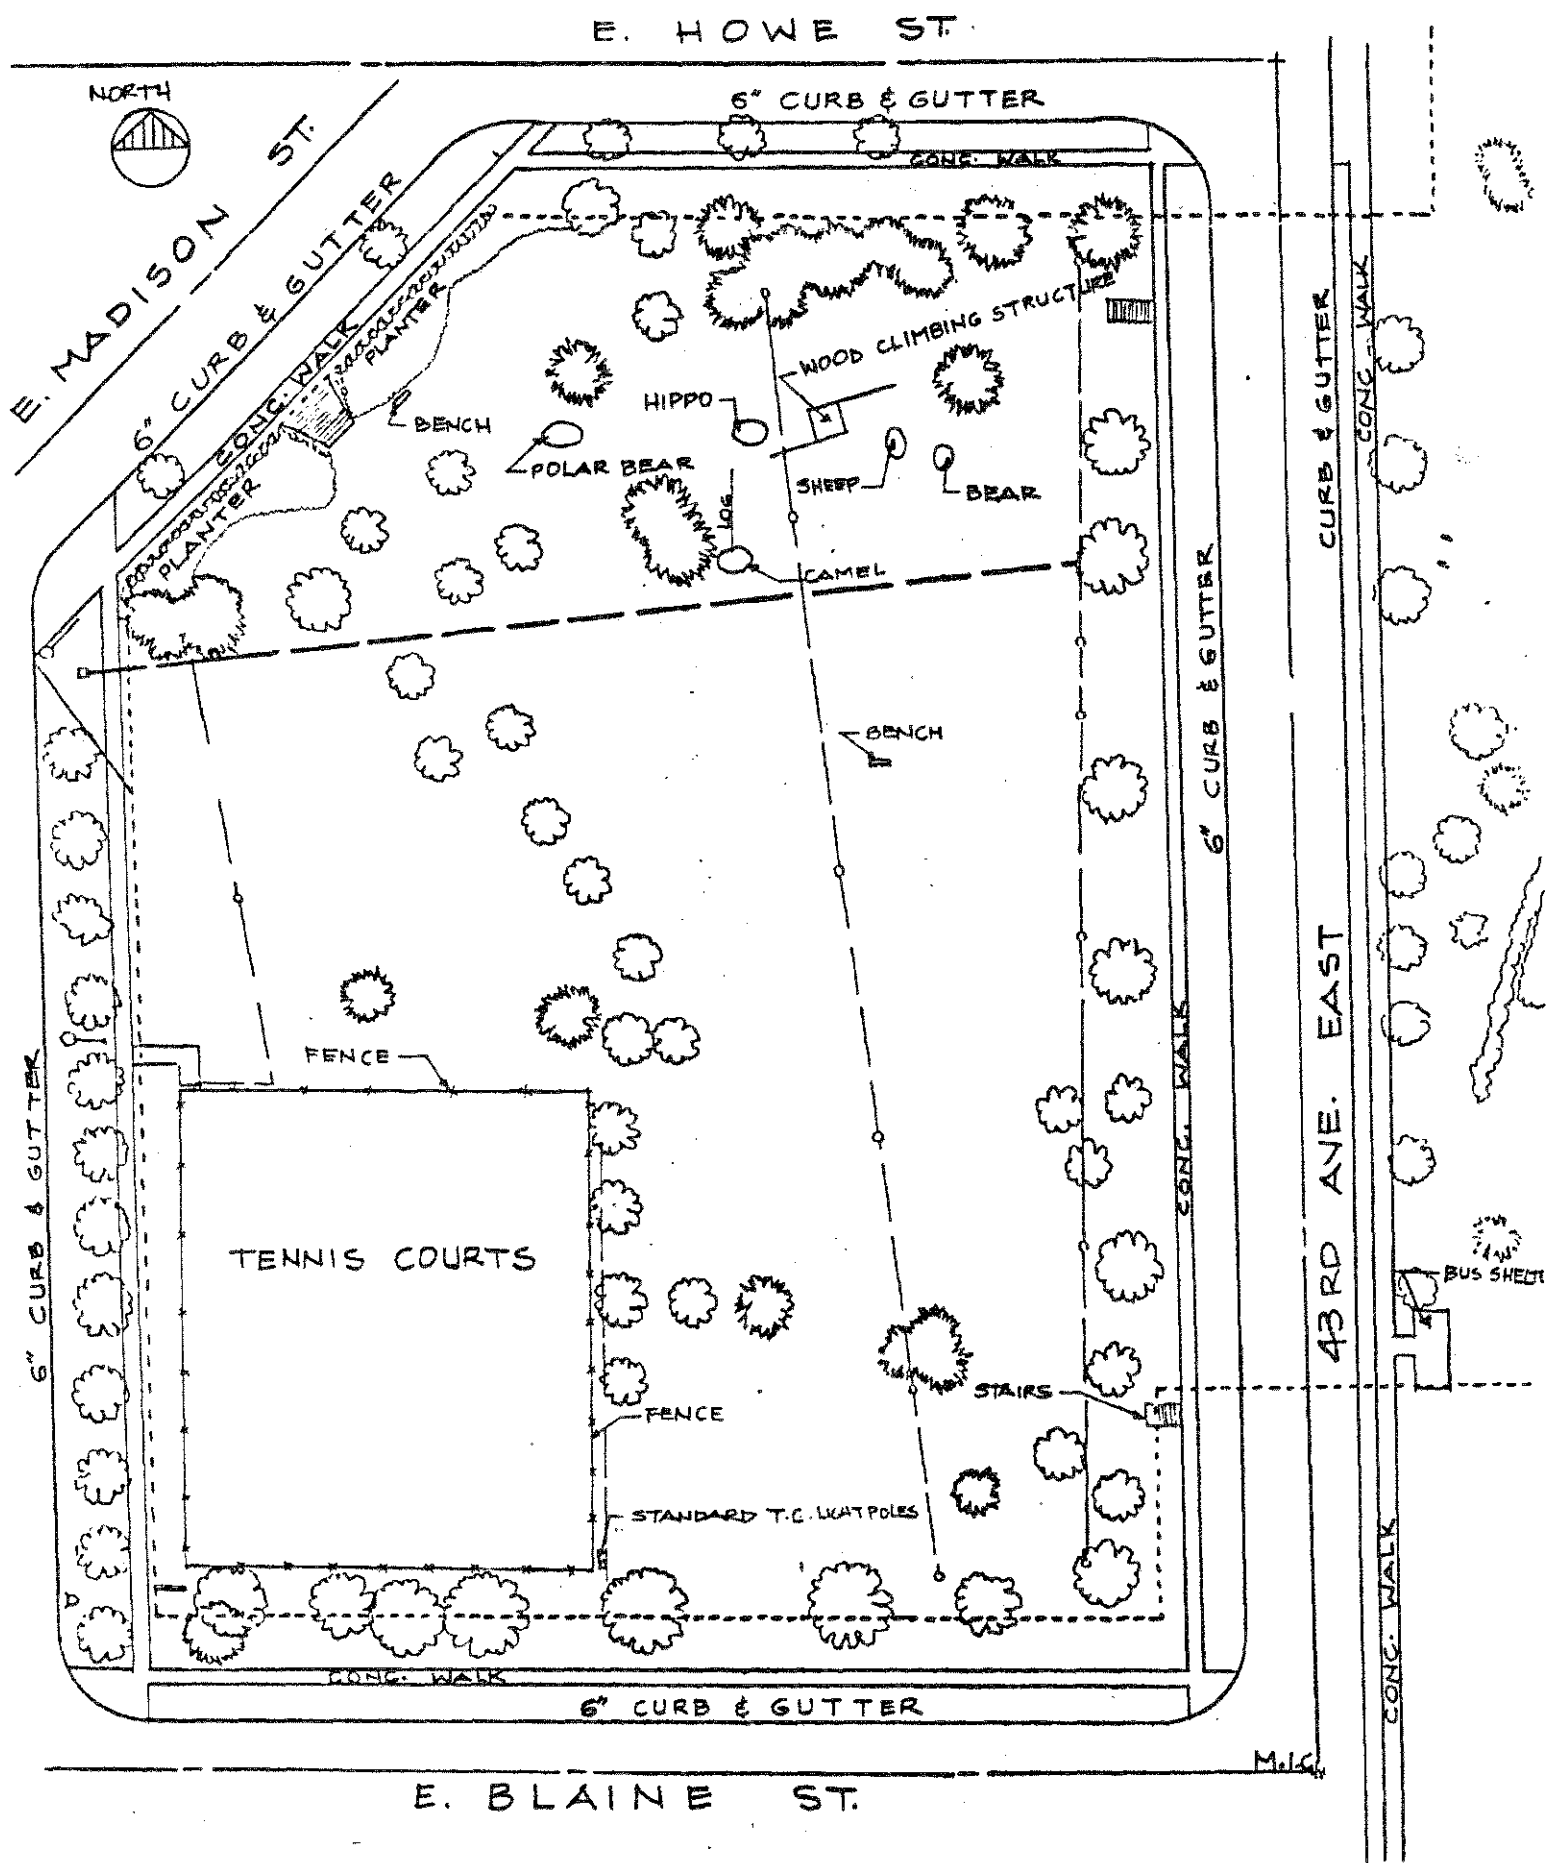 E. HOWE ST.
NORTH
6" CURB & GUTTER
CONC. WALK
E. MADISON ST.
6" CURB & GUTTER
CONC. WALK
PLANTER
PLANTER
BENCH
POLAR BEAR
HIPPO
WOOD CLIMBING STRUCTURE
SHEEP
BEAR
LOG
CAMEL
CURB & GUTTER
CONC. WALK
6" CURB & GUTTER
BENCH
CONC. WALK
43RD AVE. EAST
FENCE
6" CURB & GUTTER
TENNIS COURTS
BUS SHELT
STAIRS
FENCE
STANDARD T.C. LIGHT POLES
CONC. WALK
CONC. WALK
6" CURB & GUTTER
M.I.C.
E. BLAINE ST.